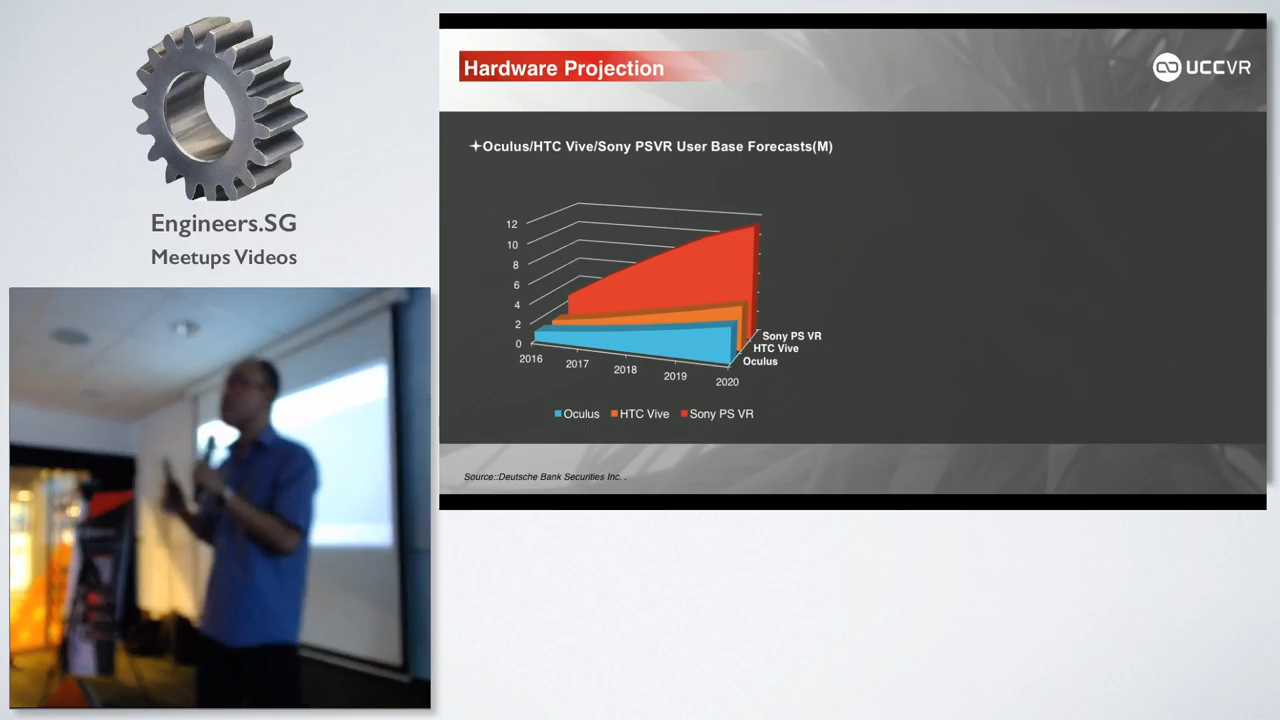 Engineers.SG
Meetups Videos
Hardware Projection
UCCVR
Oculus/HTC Vive/Sony PSVR User Base Forecasts(M)
12
10
8
6
4
2
0
2016
2017
2018
2019
2020
Sony PS VR
HTC Vive
Oculus
Oculus
HTC Vive
Sony PS VR
Source::Deutsche Bank Securities Inc. .